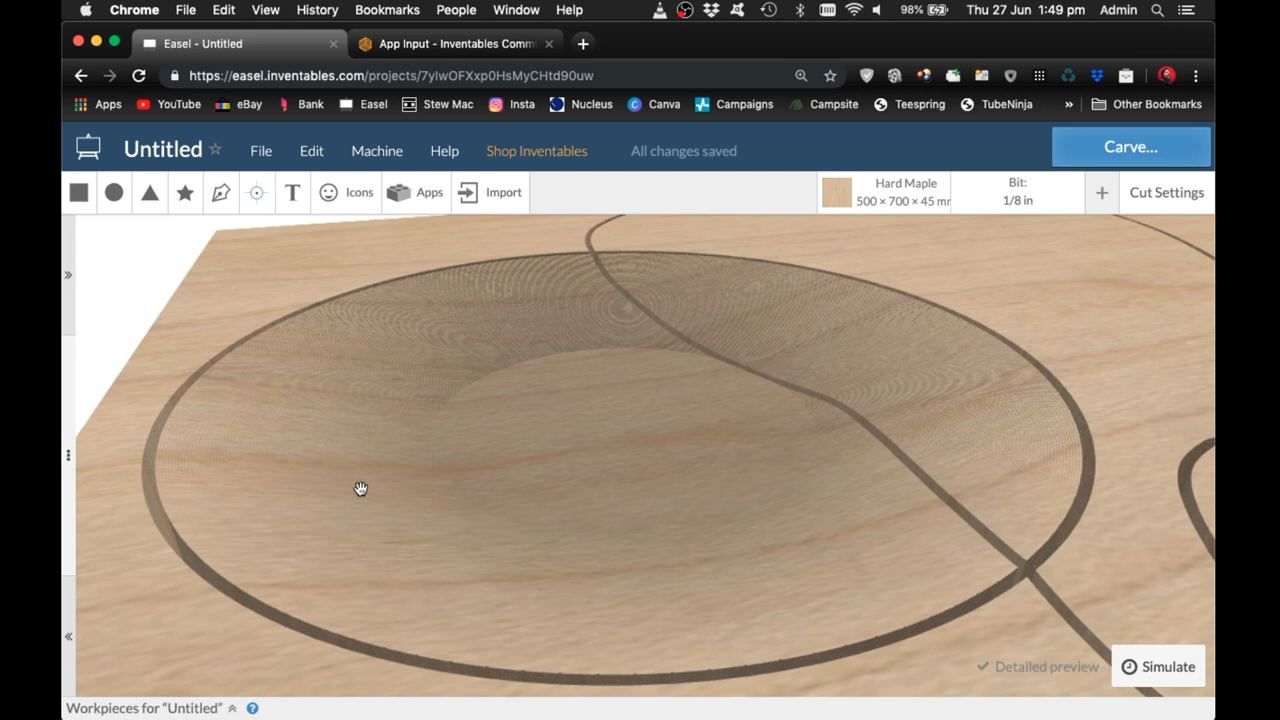 Chrome File Edit View History Bookmarks People Window Help 98% Thu 27 Jun 1:49 pm Admin
Easel - Untitled App Input - Inventables Comm
https://easel.inventables.com/projects/7ylwOFXxp0HsMyCHtd90uw
Apps YouTube eBay Bank Easel Stew Mac Insta Nucleus Canva Campaigns Campsite Teespring TubeNinja » Other Bookmarks
Untitled File Edit Machine Help Shop Inventables All changes saved Carve...
T Icons Apps Import Hard Maple 500 × 700 × 45 mm Bit: 1/8 in Cut Settings
Detailed preview Simulate
Workpieces for “Untitled”